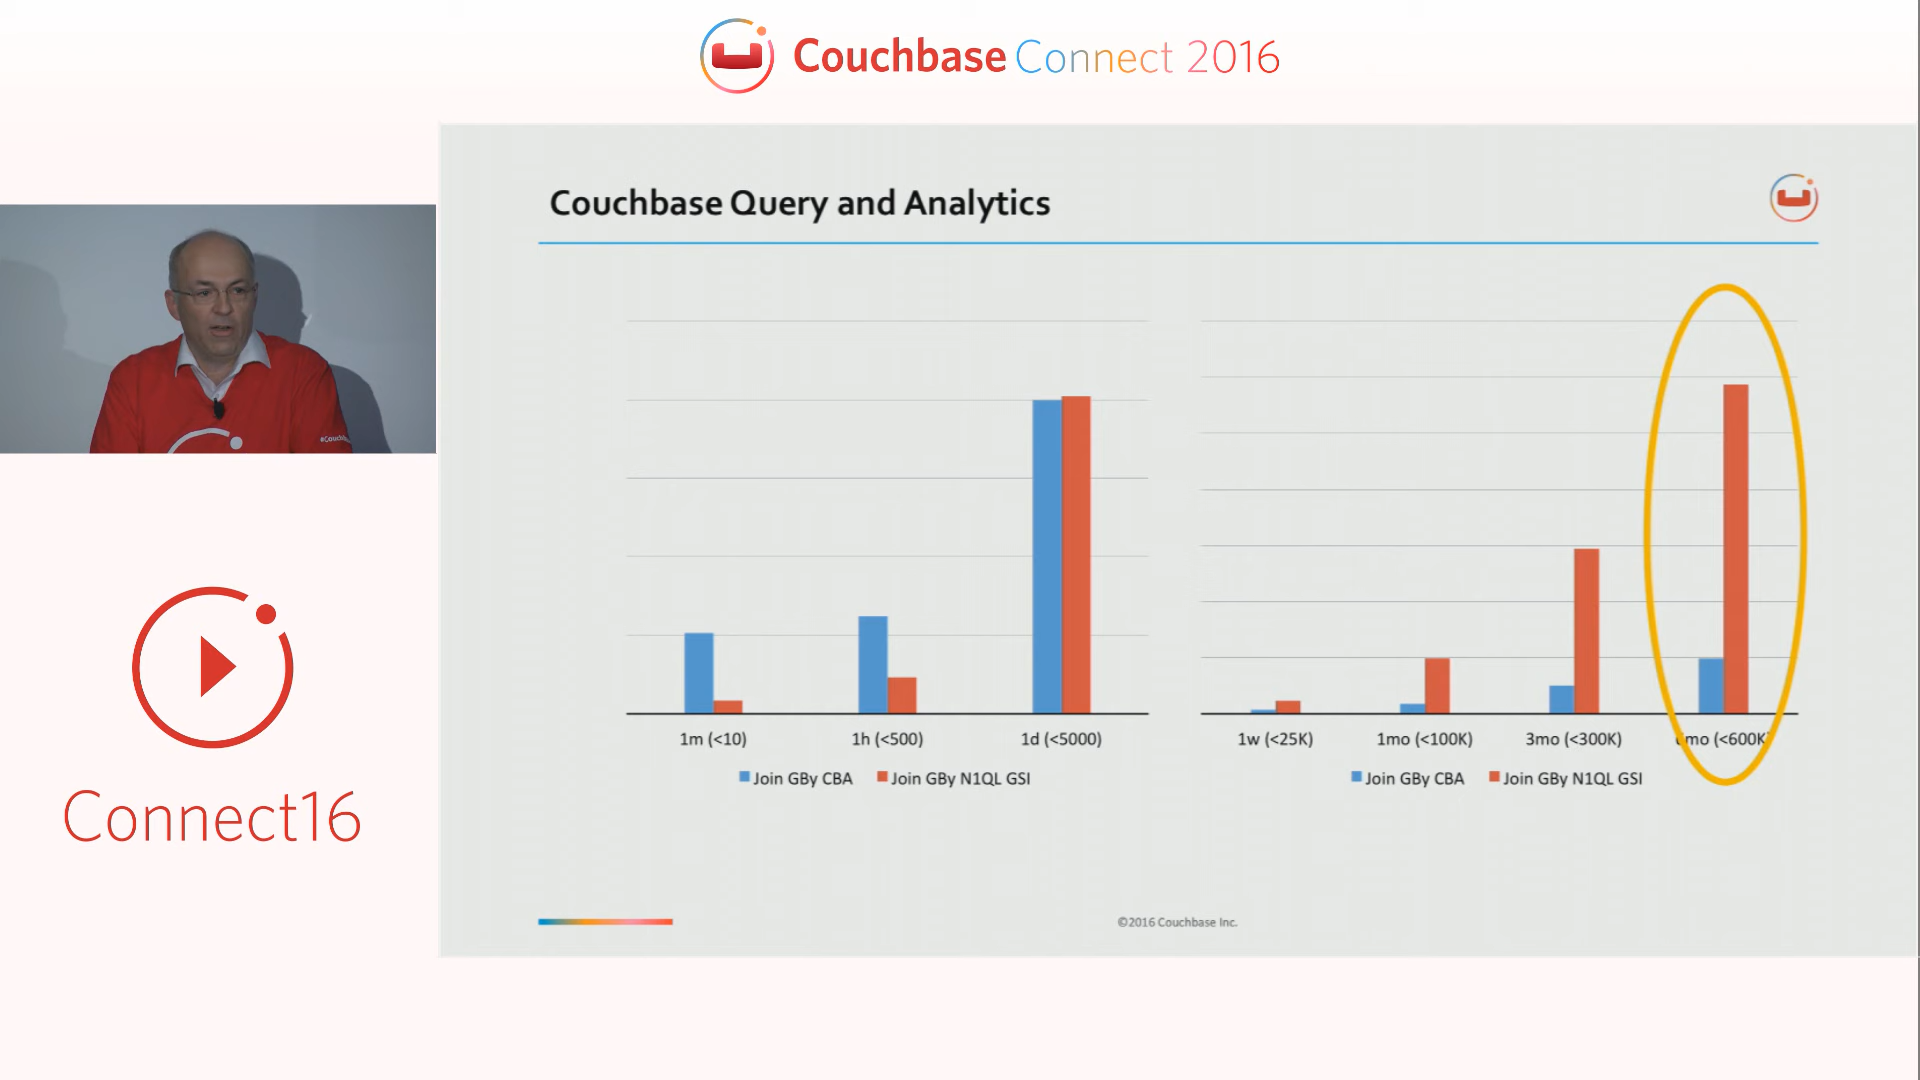 Couchbase Connect 2016
Couchbase Query and Analytics
1m (<10) 1h (<500) 1d (<5000)
Join GBy CBA Join GBy N1QL GSI
1w (<25K) 1mo (<100K) 3mo (<300K) mo (<600K
Join GBy CBA Join GBy N1QL GSI
©2016 Couchbase Inc.
Connect16